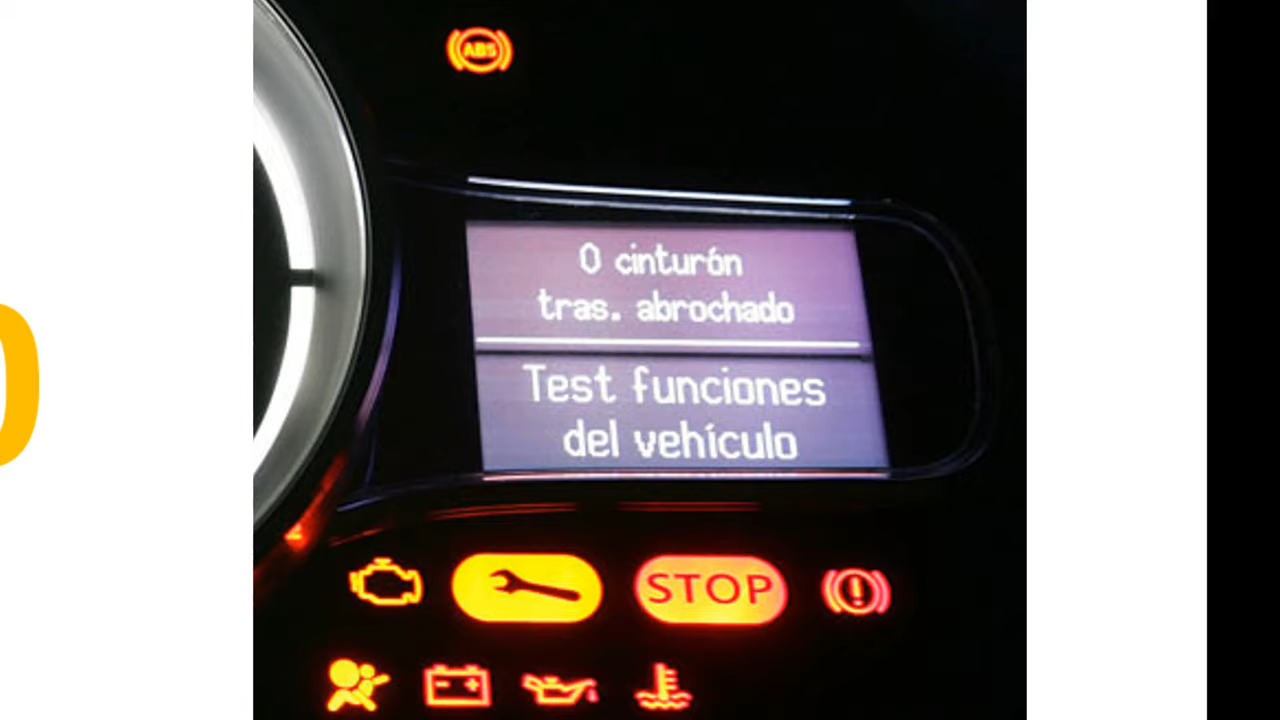 ABS
0 cinturón
tras. abrochado
Test funciones
del vehículo
STOP